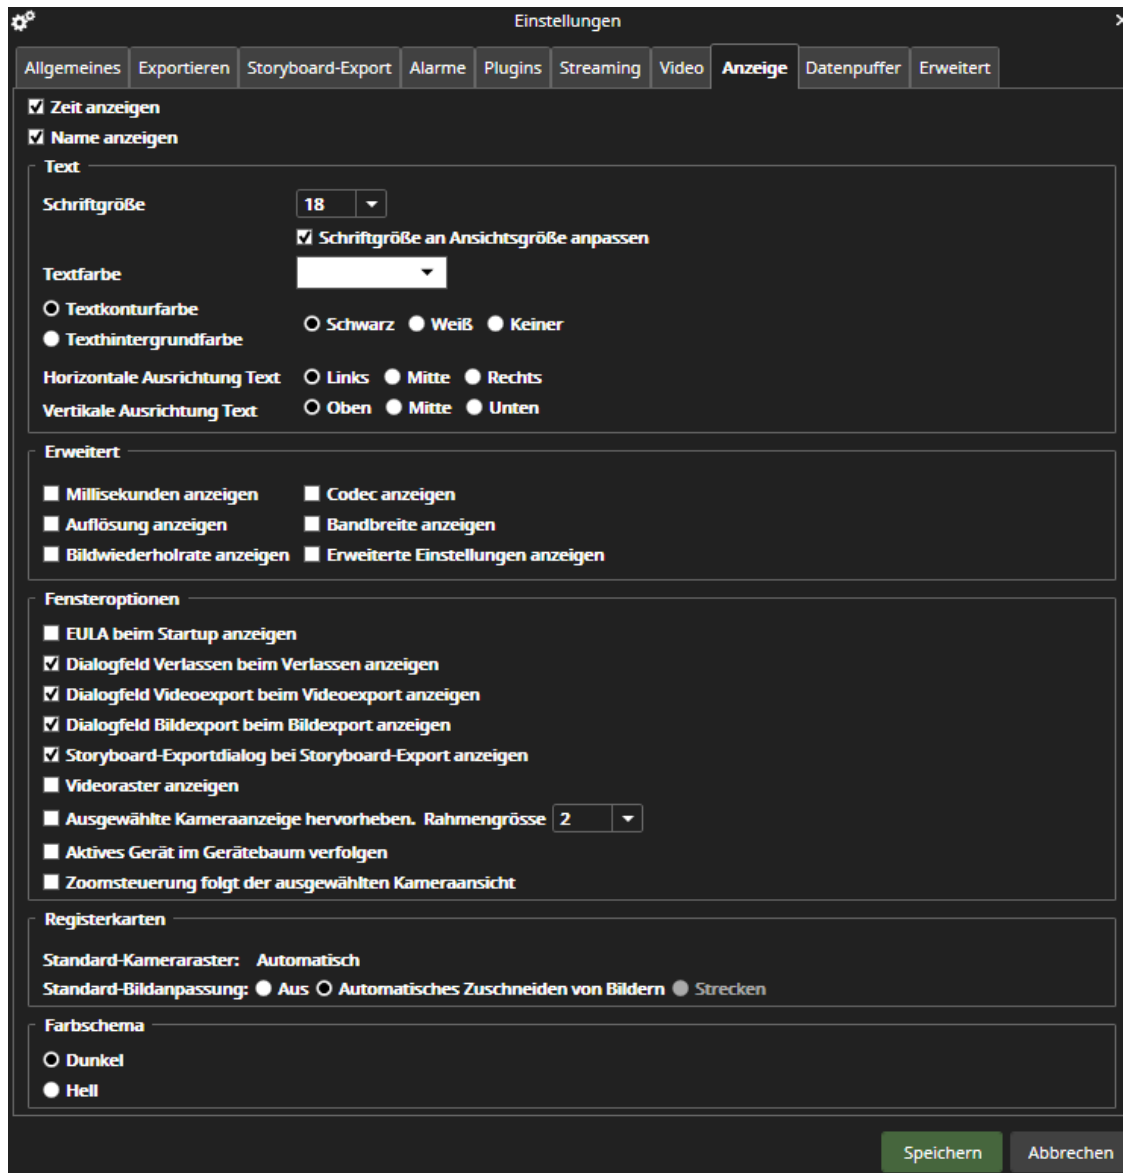 Einstellungen
Allgemeines Exportieren Storyboard-Export Alarme Plugins Streaming Video Anzeige Datenpuffer Erweitert
Zeit anzeigen
Name anzeigen
Text
Schriftgröße 18
Schriftgröße an Ansichtsgröße anpassen
Textfarbe
Textkonturfarbe
Schwarz Weiß Keiner
Texthintergrundfarbe
Horizontale Ausrichtung Text Links Mitte Rechts
Vertikale Ausrichtung Text Oben Mitte Unten
Erweitert
Millisekunden anzeigen Codec anzeigen
Auflösung anzeigen Bandbreite anzeigen
Bildwiederholrate anzeigen Erweiterte Einstellungen anzeigen
Fensteroptionen
EULA beim Startup anzeigen
Dialogfeld Verlassen beim Verlassen anzeigen
Dialogfeld Videoexport beim Videoexport anzeigen
Dialogfeld Bildexport beim Bildexport anzeigen
Storyboard-Exportdialog bei Storyboard-Export anzeigen
Videoraster anzeigen
Ausgewählte Kameraanzeige hervorheben. Rahmengrösse 2
Aktives Gerät im Gerätebaum verfolgen
Zoomsteuerung folgt der ausgewählten Kameraansicht
Registerkarten
Standard-Kameraraster: Automatisch
Standard-Bildanpassung: Aus Automatisches Zuschneiden von Bildern Strecken
Farbschema
Dunkel
Hell
Speichern Abbrechen